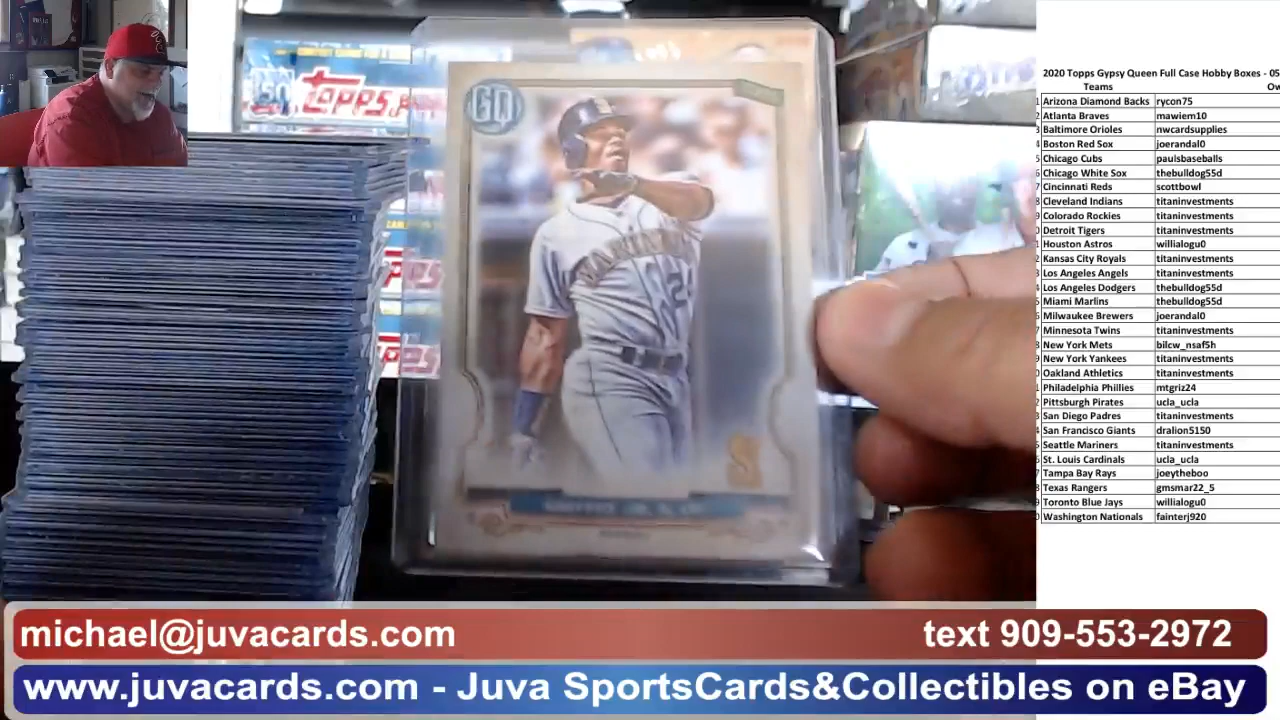 2020 Topps Gypsy Queen Full Case Hobby Boxes - 05
Teams Ow
Arizona Diamond Backs rycon75
Atlanta Braves mawiem10
Baltimore Orioles nwcardsupplies
Boston Red Sox joerandal0
Chicago Cubs paulsbaseballs
Chicago White Sox thebulldog55d
Cincinnati Reds scottbowl
Cleveland Indians titaninvestments
Colorado Rockies titaninvestments
Detroit Tigers titaninvestments
Houston Astros willialogu0
Kansas City Royals titaninvestments
Los Angeles Angels titaninvestments
Los Angeles Dodgers thebulldog55d
Miami Marlins thebulldog55d
Milwaukee Brewers joerandal0
Minnesota Twins titaninvestments
New York Mets bilcw_nsaf5h
New York Yankees titaninvestments
Oakland Athletics titaninvestments
Philadelphia Phillies mtgriz24
Pittsburgh Pirates ucla_ucla
San Diego Padres titaninvestments
San Francisco Giants dralion5150
Seattle Mariners titaninvestments
St. Louis Cardinals ucla_ucla
Tampa Bay Rays joeytheboo
Texas Rangers gmsmar22_5
Toronto Blue Jays willialogu0
Washington Nationals fainterj920
TOPPS
GQ
MARINERS
S
michael@juvacards.com text 909-553-2972
www.juvacards.com - Juva SportsCards&Collectibles on eBay